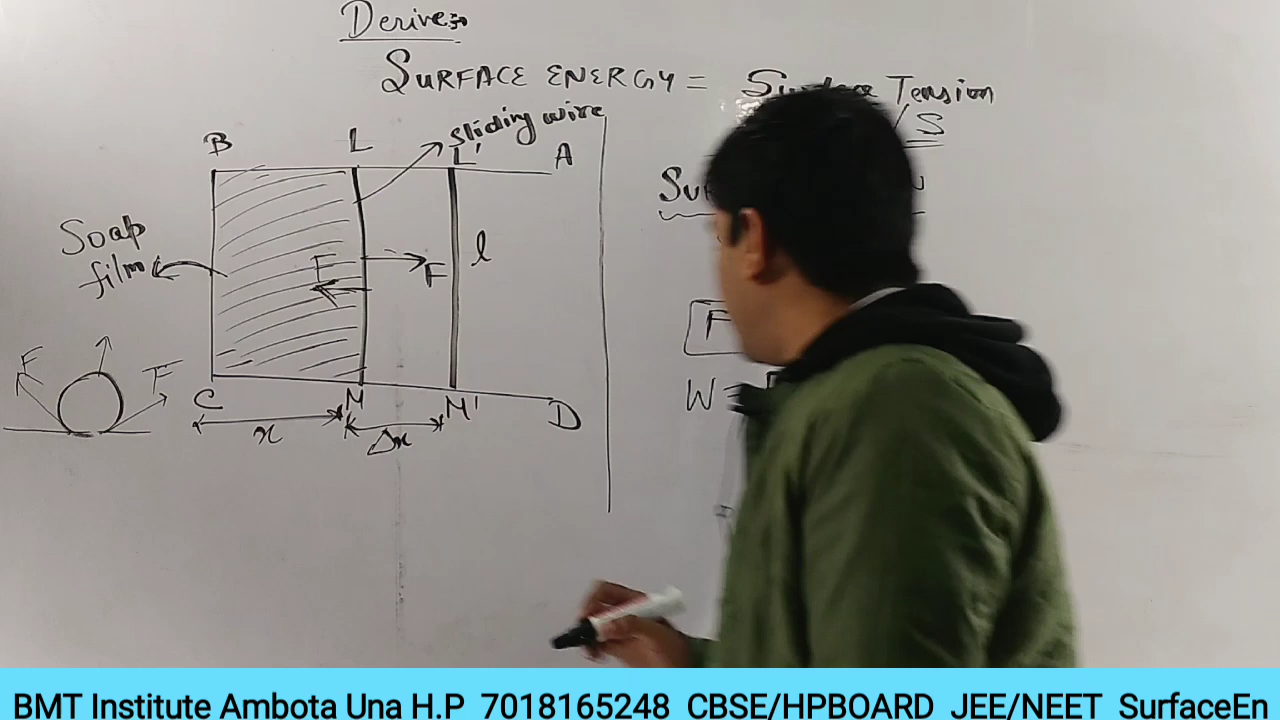 Derive:-
SURFACE ENERGY = Surface Tension
/ S
sliding wire
B L L' A
Soap
film
F F l
F F
C M M' D
x Δx
F
W =
BMT Institute Ambota Una H.P 7018165248 CBSE/HPBOARD JEE/NEET SurfaceEn